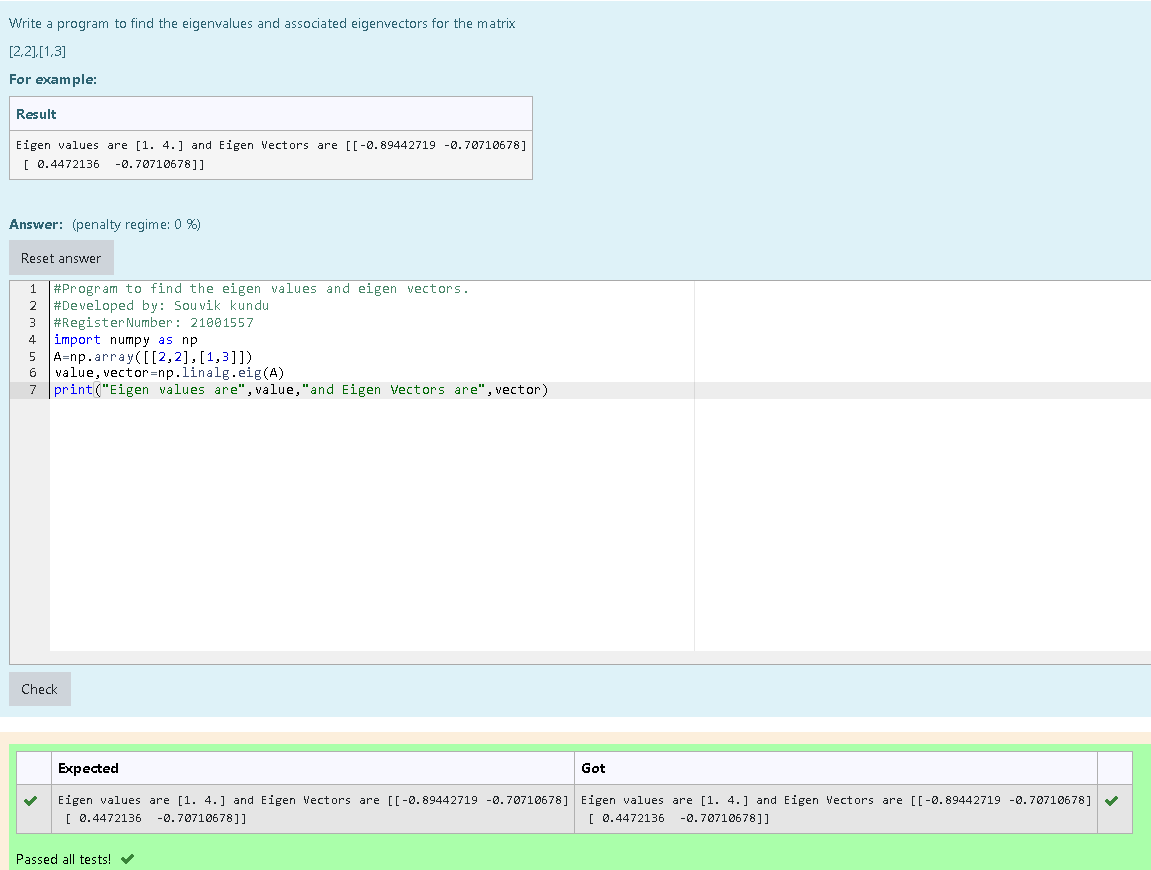 Write a program to find the eigenvalues and associated eigenvectors for the matrix
[2,2],[1,3]
For example:
Result
Eigen values are [1. 4.] and Eigen Vectors are [[-0.89442719 -0.70710678]
 [ 0.4472136  -0.70710678]]
Answer: (penalty regime: 0 %)
Reset answer
1 #Program to find the eigen values and eigen vectors.
2 #Developed by: Souvik kundu
3 #RegisterNumber: 21001557
4 import numpy as np
5 A=np.array([[2,2],[1,3]])
6 value,vector=np.linalg.eig(A)
7 print("Eigen values are",value,"and Eigen Vectors are",vector)
Check
Expected Got
Eigen values are [1. 4.] and Eigen Vectors are [[-0.89442719 -0.70710678] Eigen values are [1. 4.] and Eigen Vectors are [[-0.89442719 -0.70710678]
 [ 0.4472136  -0.70710678]] [ 0.4472136  -0.70710678]]
Passed all tests!